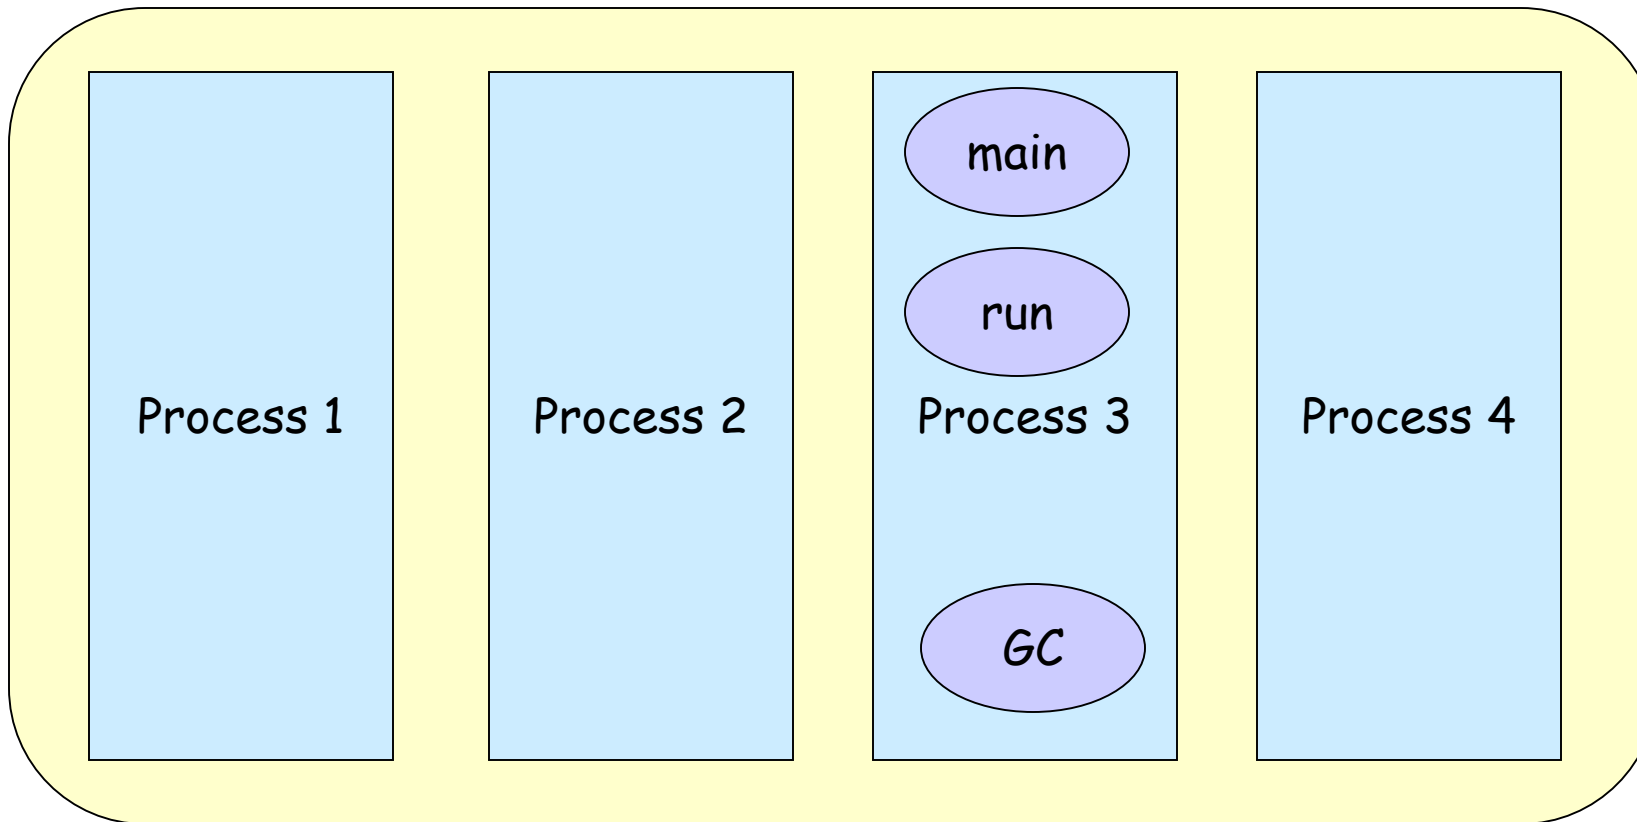 main
run
Process 1
Process 2
Process 3
Process 4
GC